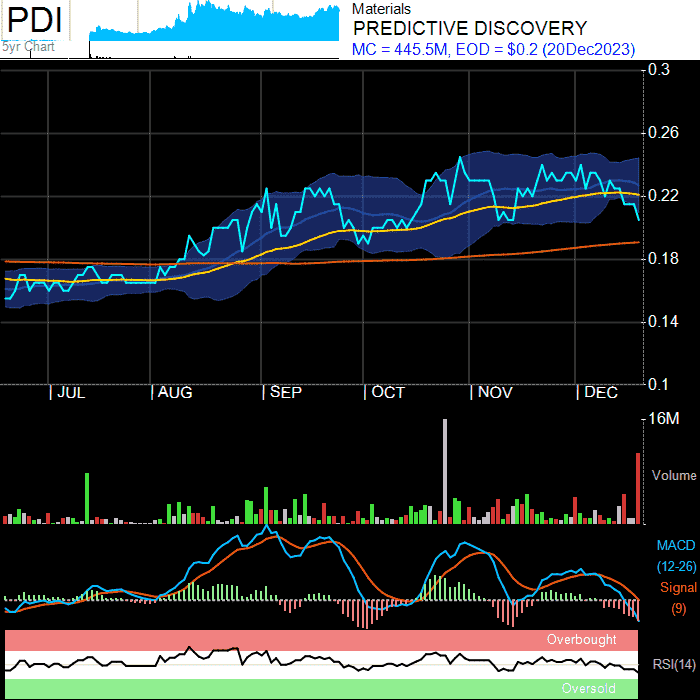 PDI
5yr Chart
Materials
PREDICTIVE DISCOVERY
MC = 445.5M, EOD = $0.2 (20Dec2023)
0.3
0.26
0.22
0.18
0.14
0.1
| JUL | AUG | SEP | OCT | NOV | DEC
16M
Volume
MACD
(12-26)
Signal
(9)
Overbought
RSI(14)
Oversold